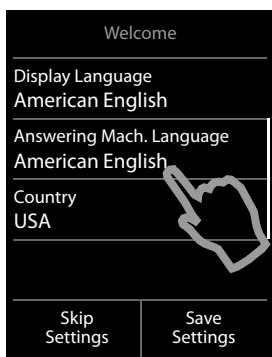 Welcome
Display Language
American English
Answering Mach. Language
American English
Country
USA
Skip
Settings
Save
Settings